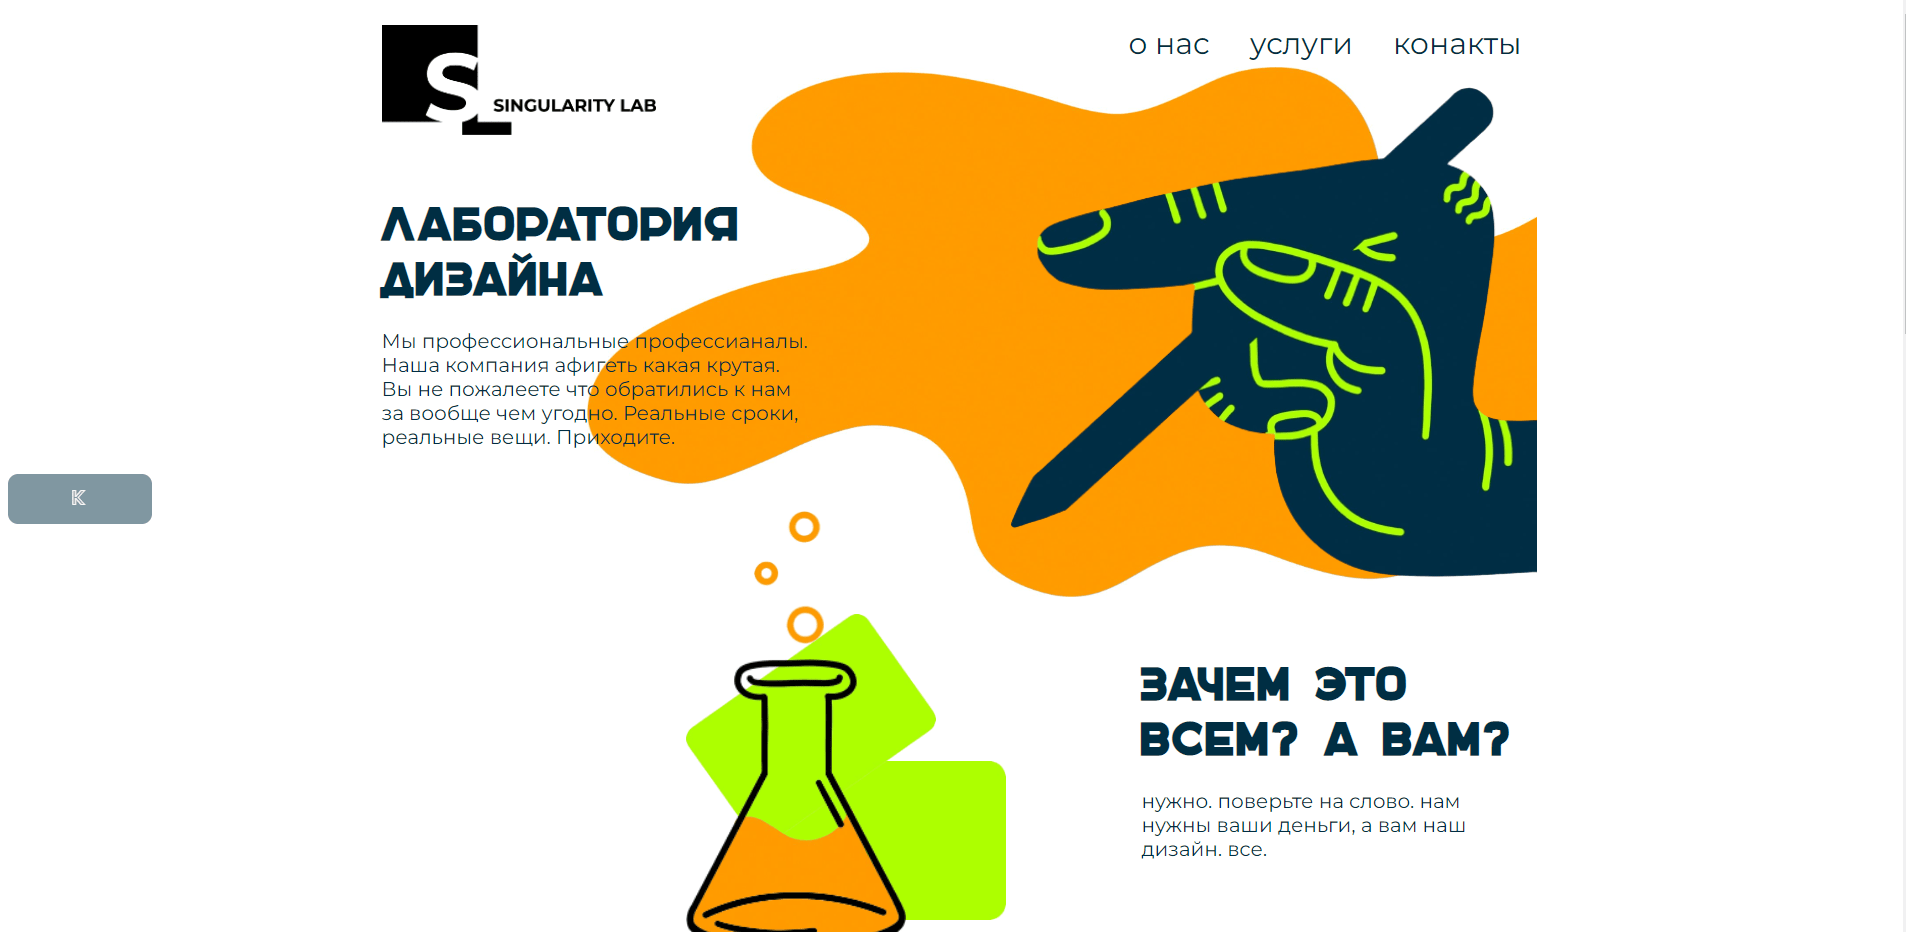 SL
SINGULARITY LAB
о нас услуги конакты
ЛАБОРАТОРИЯ
ДИЗАЙНА
Мы профессиональные профессианалы.
Наша компания афигеть какая крутая.
Вы не пожалеете что обратились к нам
за вообще чем угодно. Реальные сроки,
реальные вещи. Приходите.
K
ЗАЧЕМ ЭТО
ВСЕМ? А ВАМ?
нужно. поверьте на слово. нам
нужны ваши деньги, а вам наш
дизайн. все.